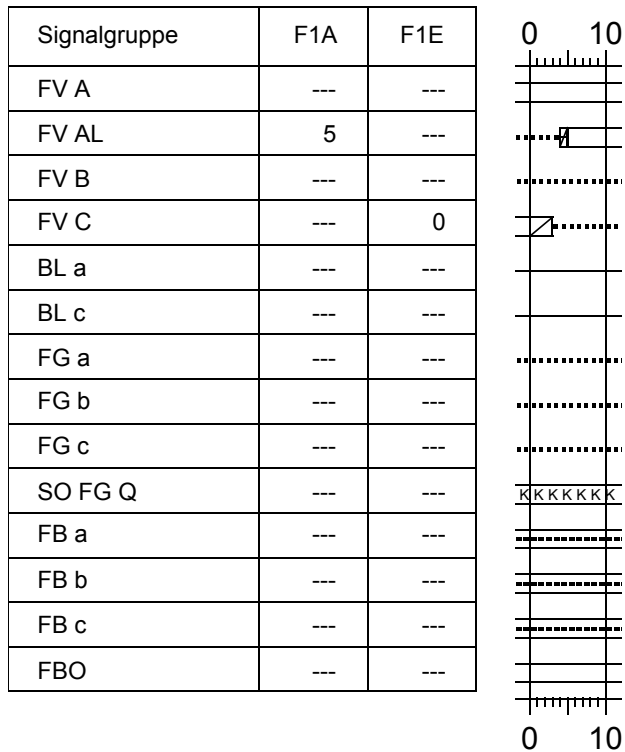 Signalgruppe F1A F1E 0 10
FV A --- ---
FV AL 5 ---
FV B --- ---
FV C --- 0
BL a --- ---
BL c --- ---
FG a --- ---
FG b --- ---
FG c --- ---
SO FG Q --- --- K K K K K K K
FB a --- ---
FB b --- ---
FB c --- ---
FBO --- ---
0 10